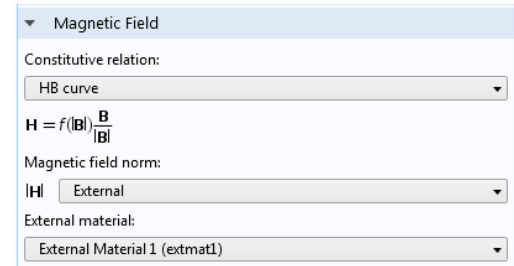 Magnetic Field
Constitutive relation:
HB curve
H = f(|B|) B/|B|
Magnetic field norm:
|H| External
External material:
External Material 1 (extmat1)